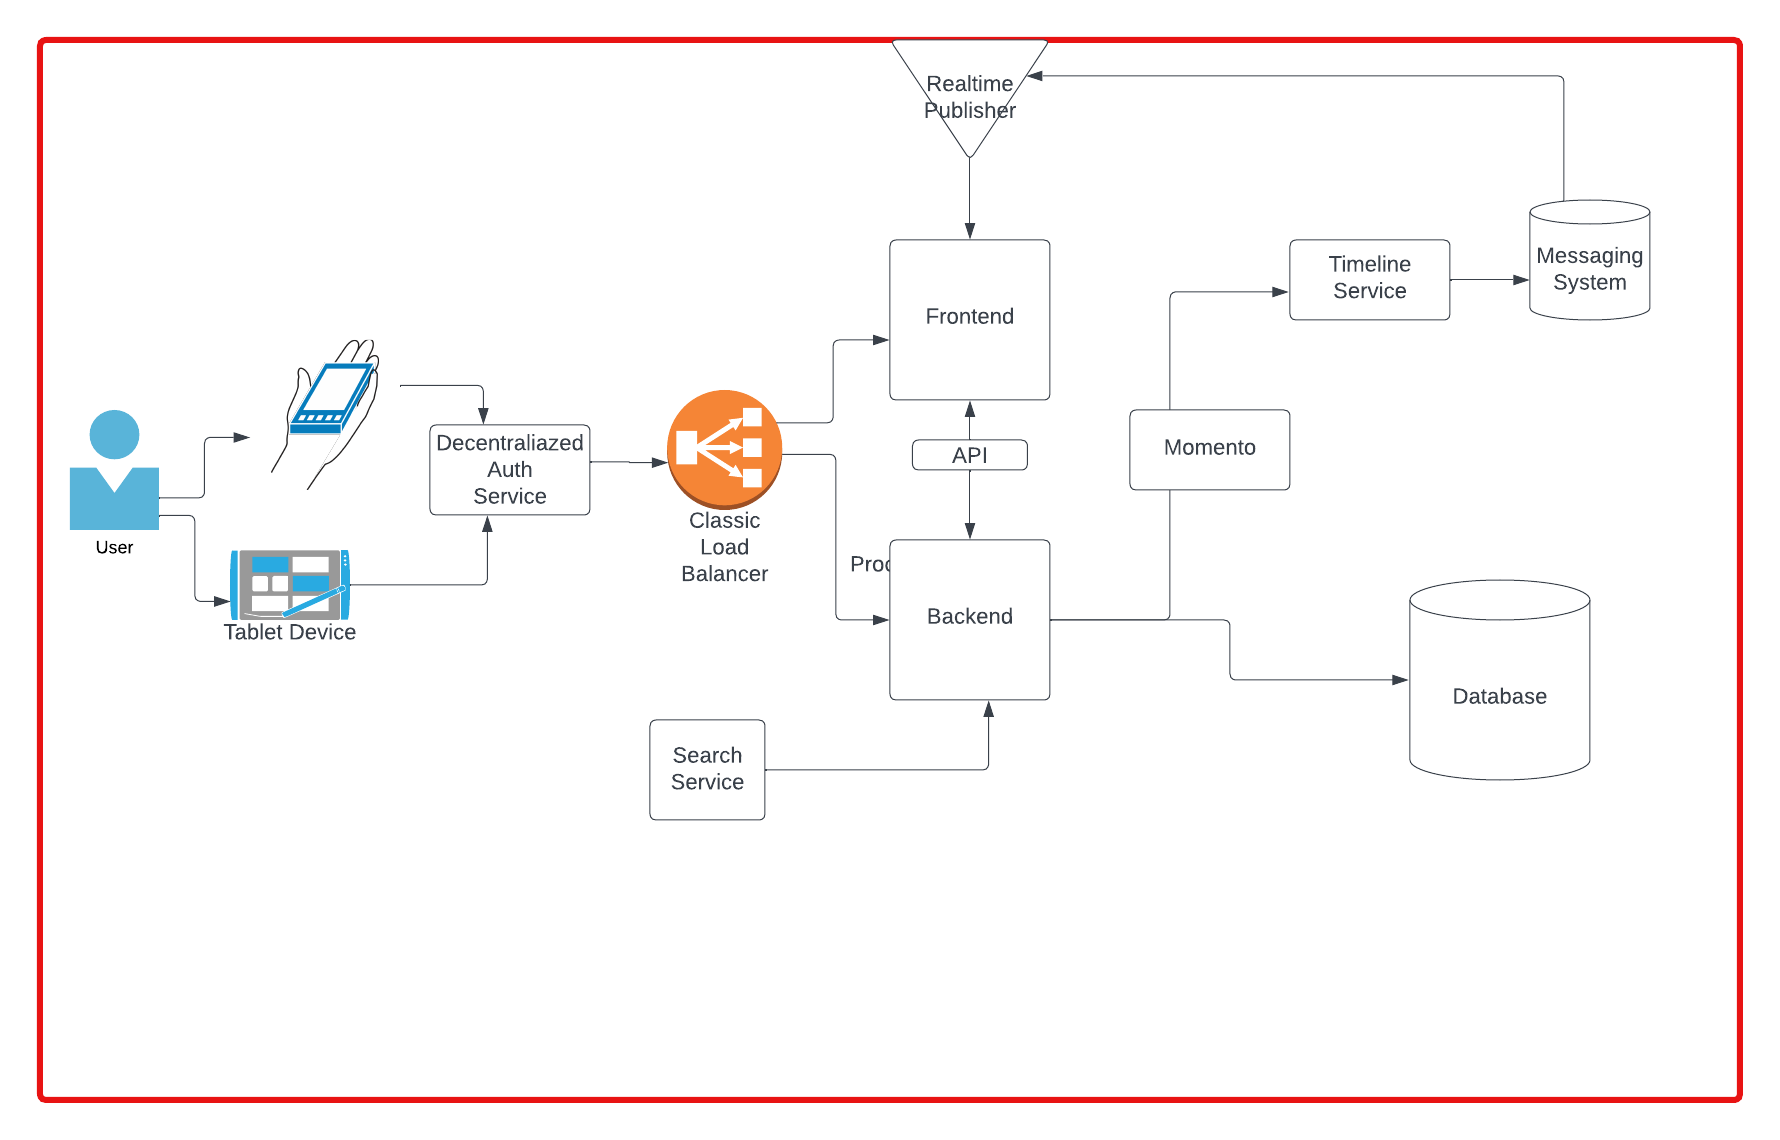 Realtime
Publisher
Messaging
System
Timeline
Service
Frontend
Decentraliazed
Auth
Service
API
Momento
User
Classic
Load
Balancer
Tablet Device
Backend
Database
Search
Service